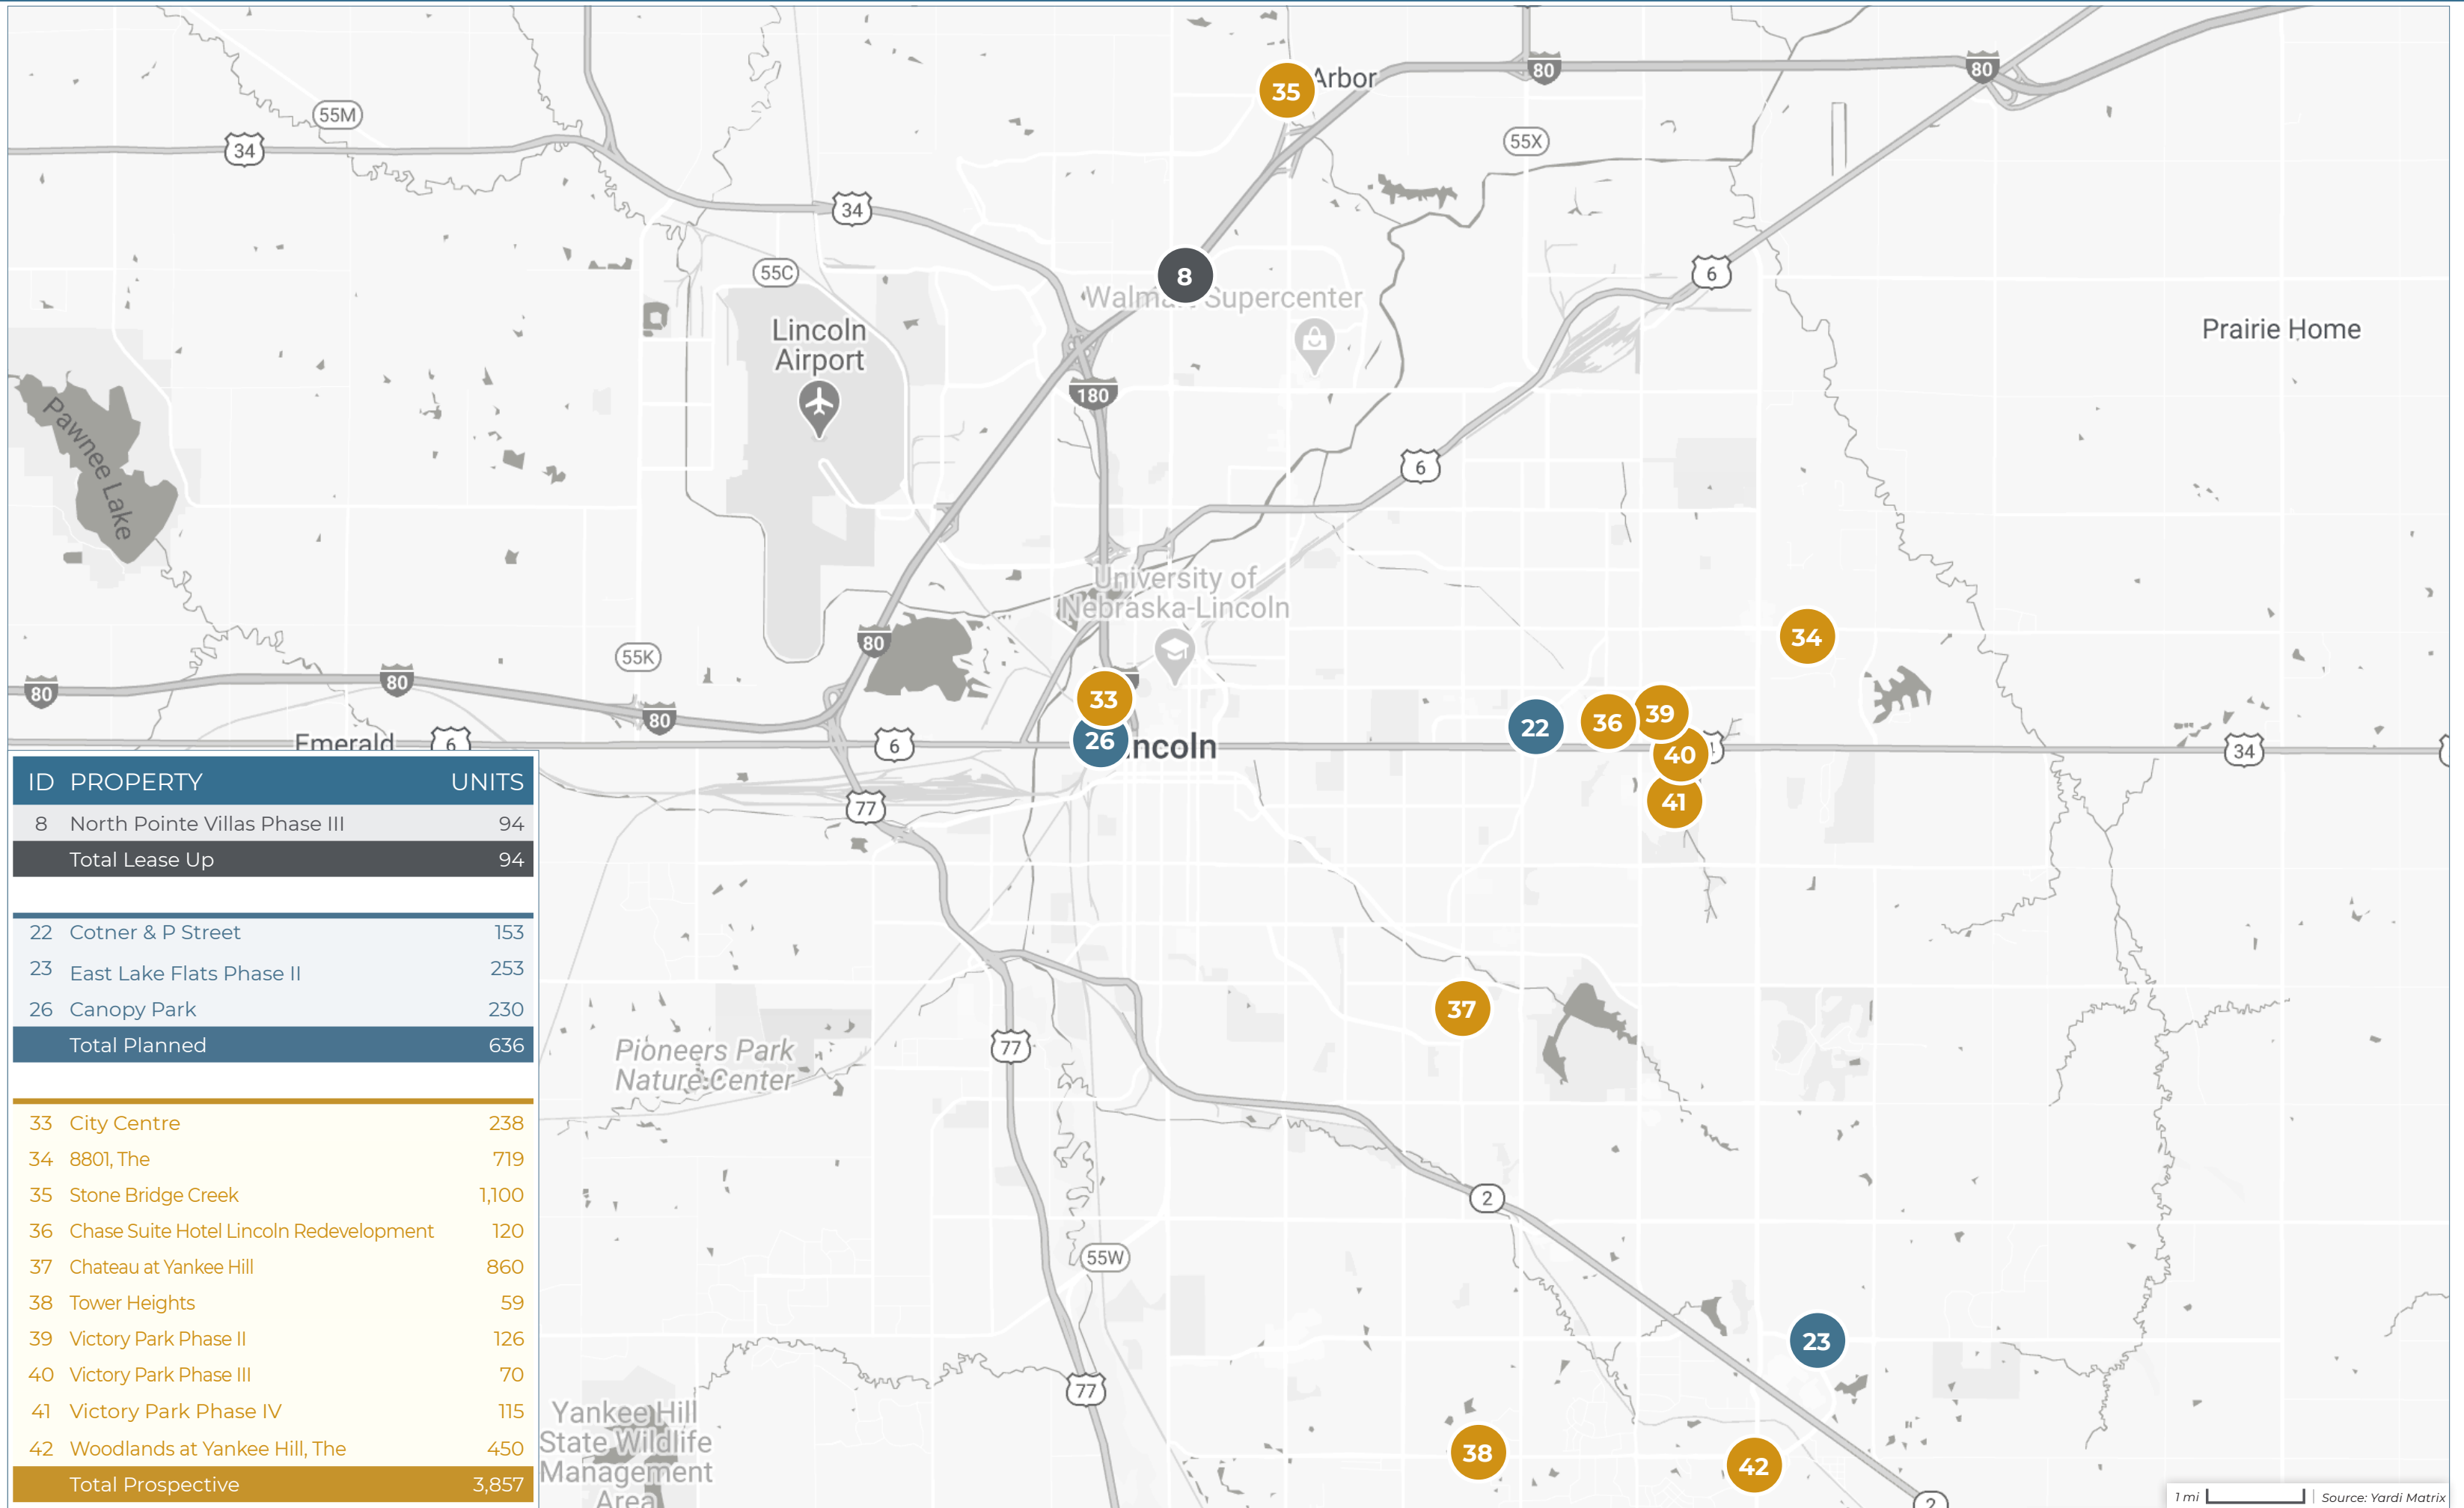 35
Arbor
80
80
55M
34
55X
34
8
55C
6
Supercenter
Lincoln
Airport
Prairie Home
180
Pawnee Lake
6
University of
Nebraska-Lincoln
80
34
55K
80
80
33
80
22
36
39
Emerald
6
6
26
ncoln
40
34
77
41
ID PROPERTY UNITS
8 North Pointe Villas Phase III 94
Total Lease Up 94
22 Cotner & P Street 153
23 East Lake Flats Phase II 253
26 Canopy Park 230
Total Planned 636
33 City Centre 238
34 8801, The 719
35 Stone Bridge Creek 1,100
36 Chase Suite Hotel Lincoln Redevelopment 120
37 Chateau at Yankee Hill 860
38 Tower Heights 59
39 Victory Park Phase II 126
40 Victory Park Phase III 70
41 Victory Park Phase IV 115
42 Woodlands at Yankee Hill, The 450
Total Prospective 3,857
37
77
Pioneers Park
Nature Center
2
55W
23
77
Yankee Hill
State Wildlife
Management
Area
38
42
2
1 mi
Source: Yardi Matrix